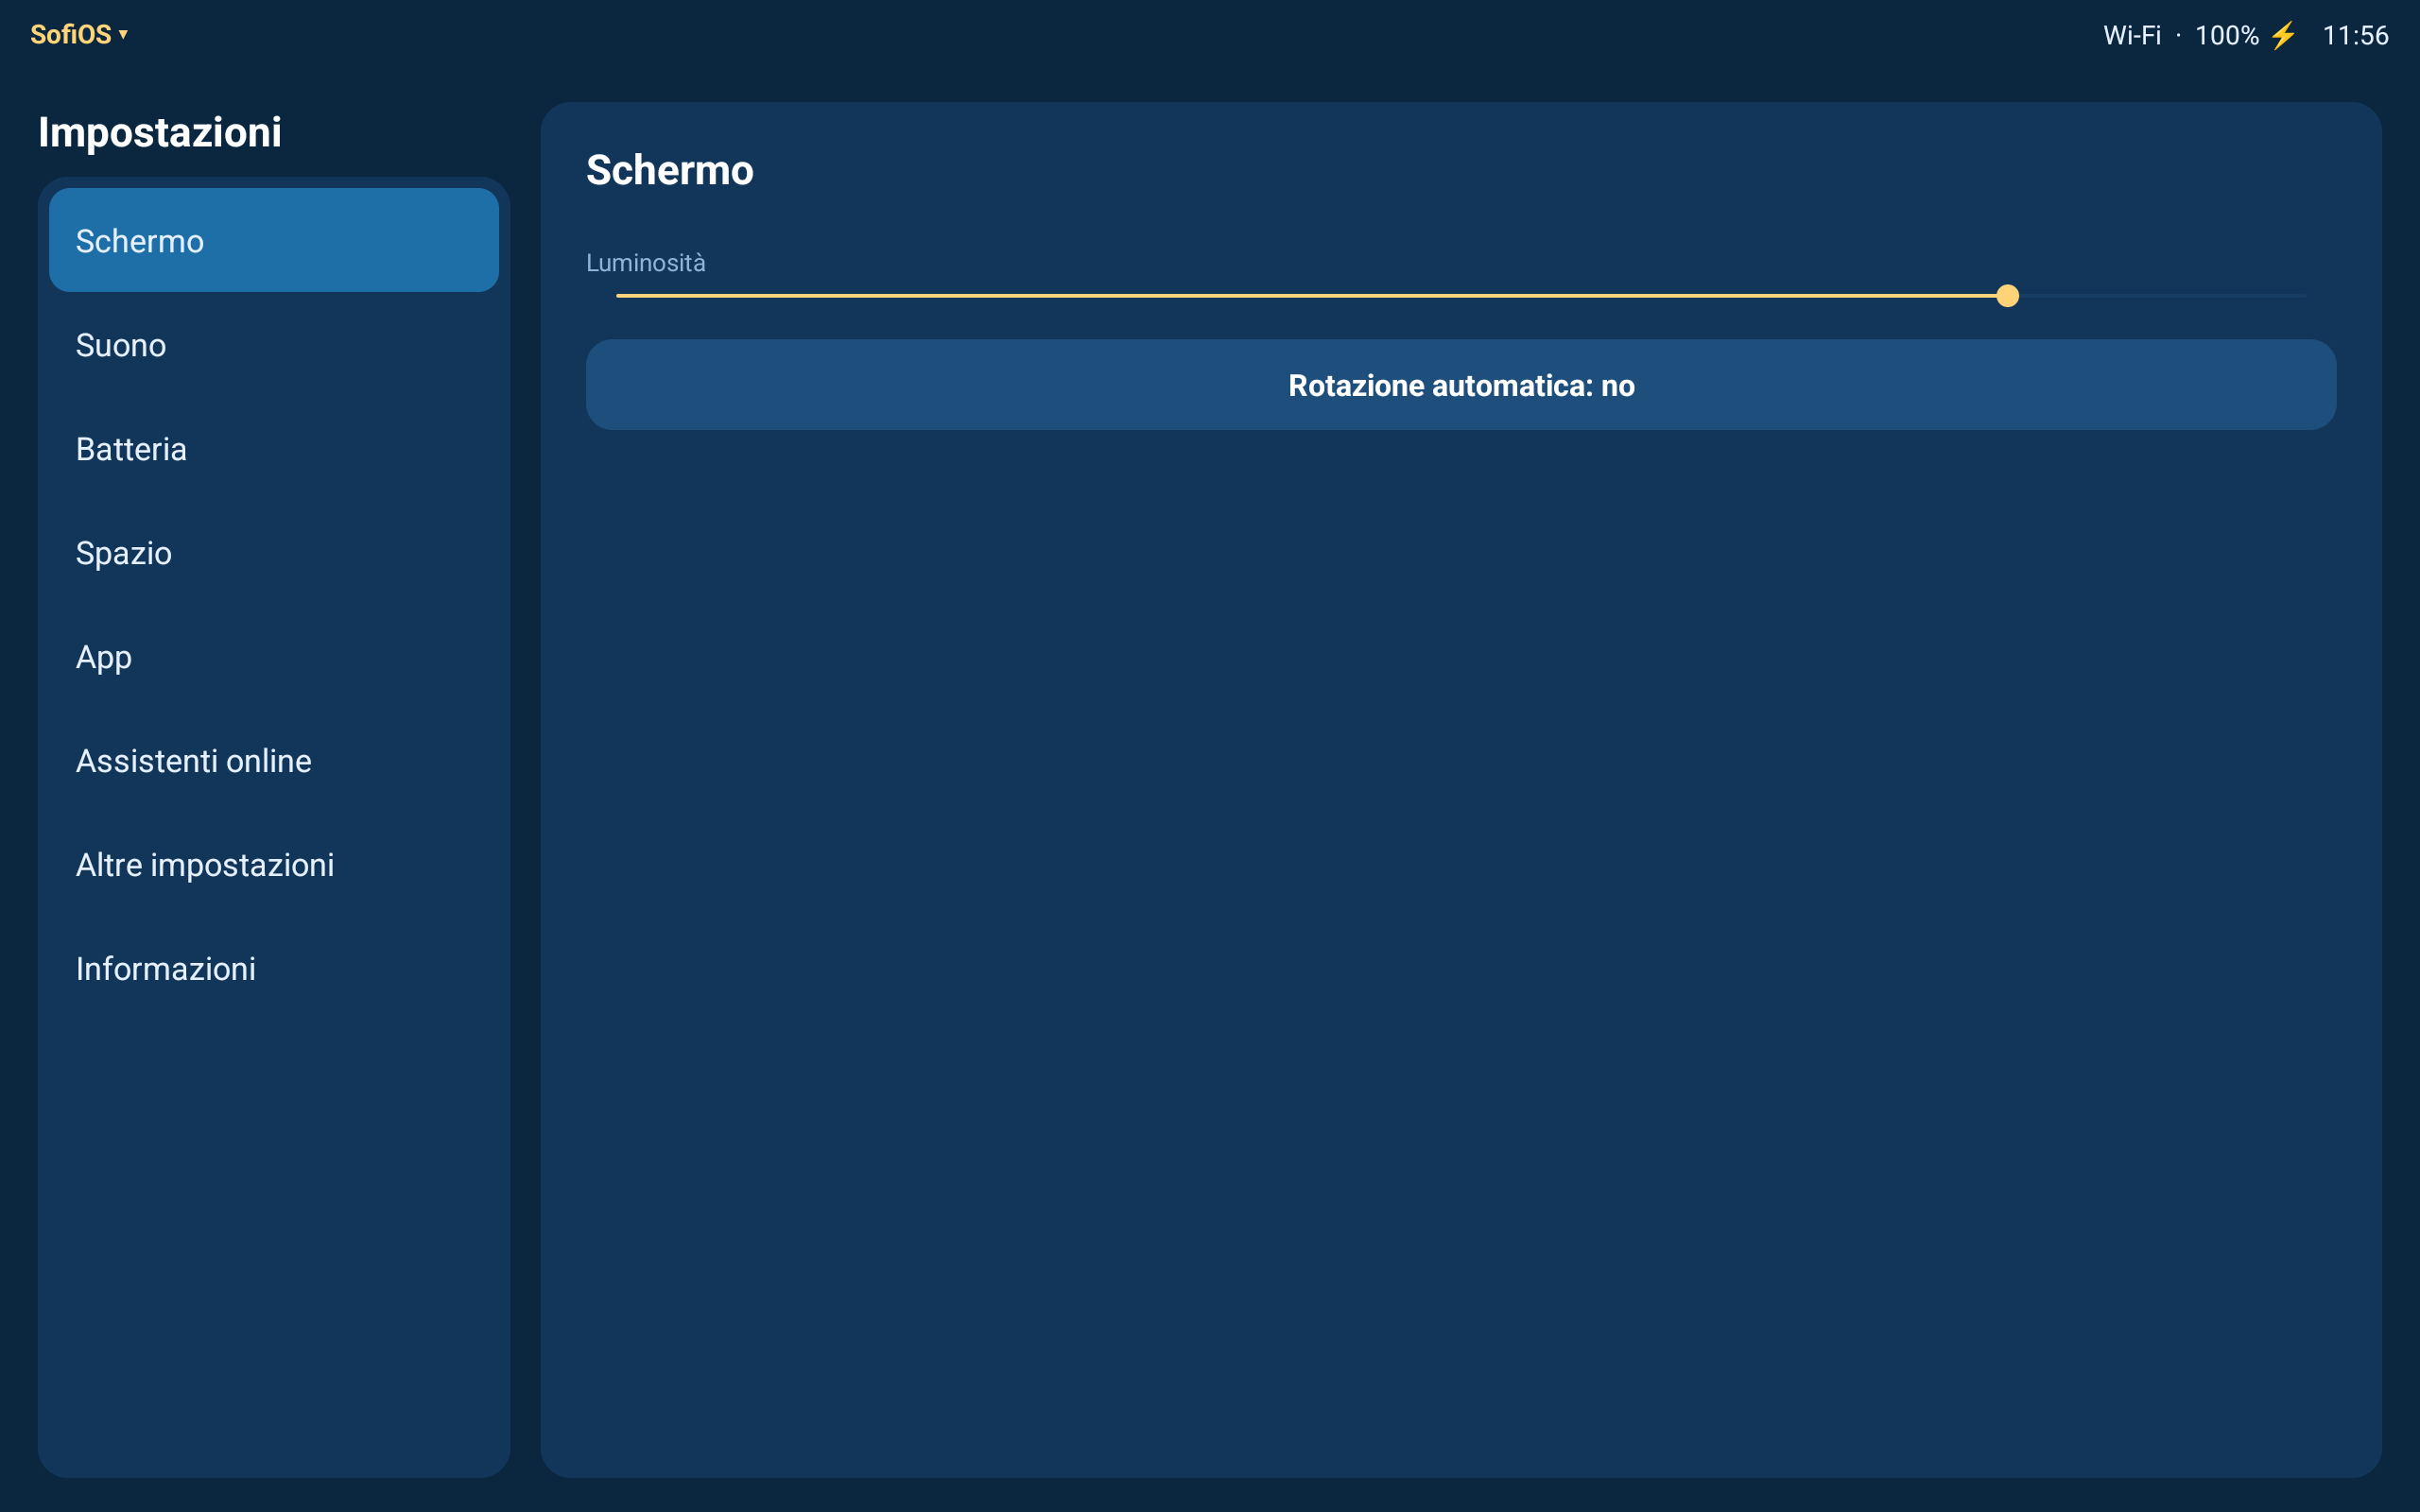 SofiOS ▾
Wi-Fi · 100% ⚡ 11:56
Impostazioni
Schermo
Suono
Batteria
Spazio
App
Assistenti online
Altre impostazioni
Informazioni
Schermo
Luminosità
Rotazione automatica: no